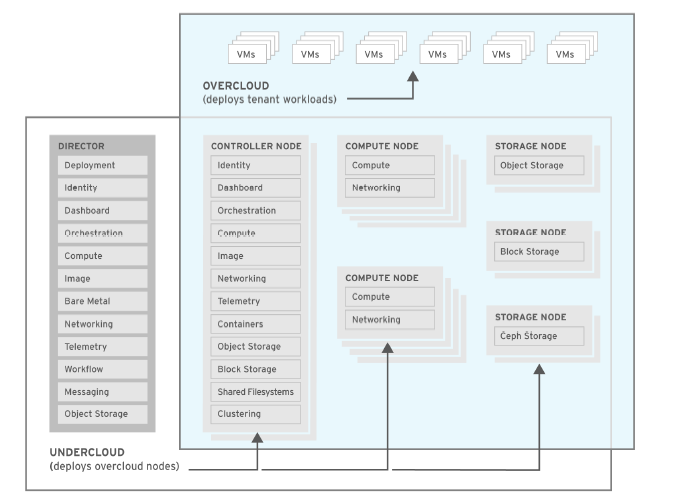 VMs
VMs
VMs
VMs
VMs
VMs
OVERCLOUD
(deploys tenant workloads)
DIRECTOR
Deployment
Identity
Dashboard
Orchestration
Compute
Image
Bare Metal
Networking
Telemetry
Workflow
Messaging
Object Storage
CONTROLLER NODE
Identity
Dashboard
Orchestration
Compute
Image
Networking
Telemetry
Containers
Object Storage
Block Storage
Shared Filesystems
Clustering
COMPUTE NODE
Compute
Networking
COMPUTE NODE
Compute
Networking
STORAGE NODE
Object Storage
STORAGE NODE
Block Storage
STORAGE NODE
Ceph Storage
UNDERCLOUD
(deploys overcloud nodes)